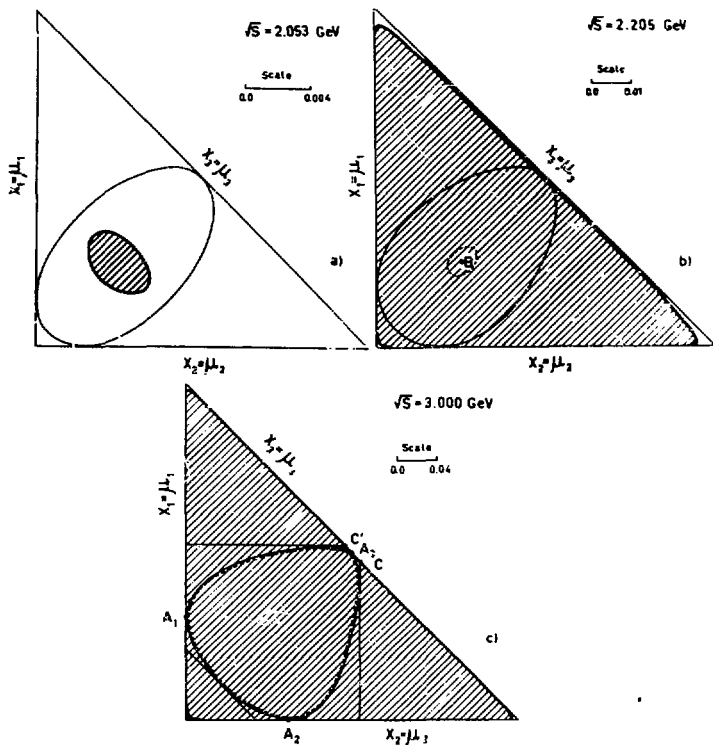 √S = 2.053 GeV
Scale
0.0 0.004
X₁=μ₁
X₃=μ₃
a)
X₂=μ₂
√S = 2.205 GeV
Scale
0.0 0.01
X₁=μ₁
X₃=μ₃
B
b)
X₂=μ₂
√S = 3.000 GeV
Scale
0.0 0.04
X₁=μ₁
X₃=μ₃
C'
A₃
C
A₁
c)
A₂
X₂=μ₃